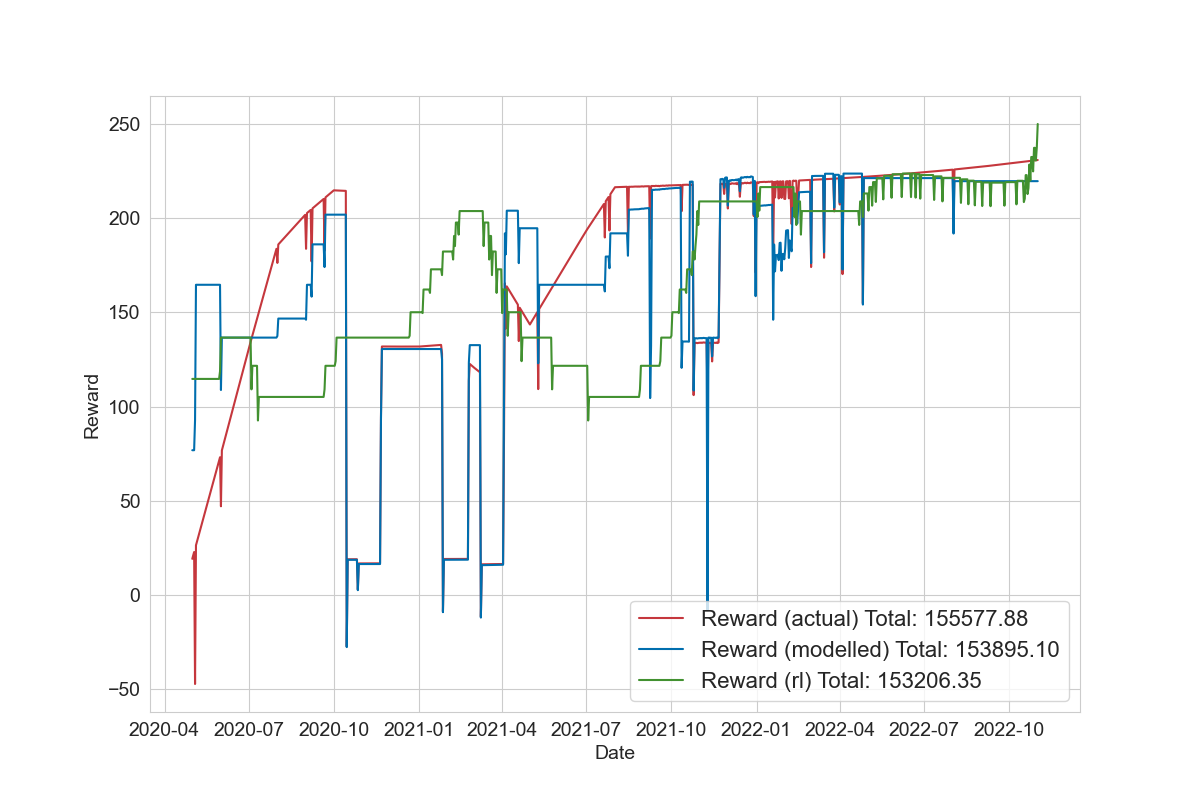 250
200
150
100
50
0
−50
Reward
2020-04 2020-07 2020-10 2021-01 2021-04 2021-07 2021-10 2022-01 2022-04 2022-07 2022-10
Date
Reward (actual) Total: 155577.88
Reward (modelled) Total: 153895.10
Reward (rl) Total: 153206.35